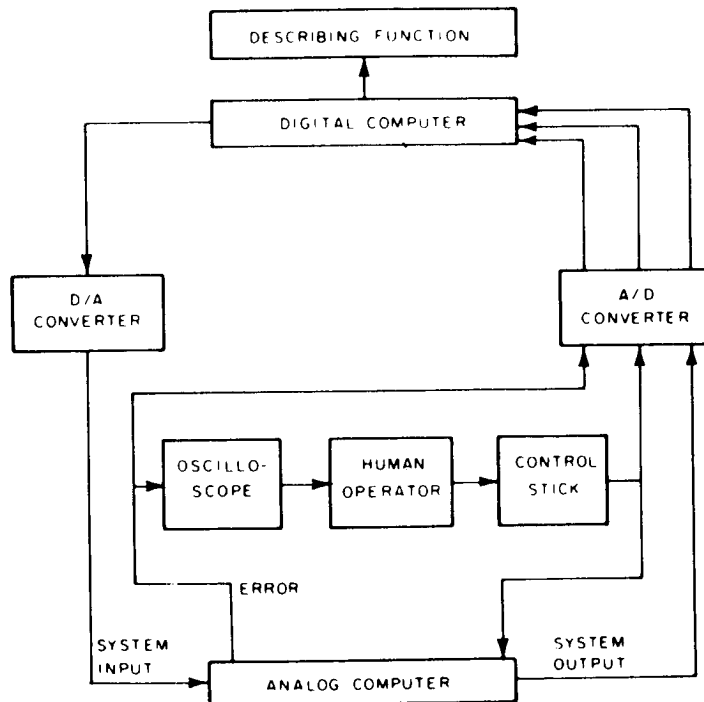 DESCRIBING FUNCTION
DIGITAL COMPUTER
D/A
CONVERTER
A/D
CONVERTER
OSCILLO-
SCOPE
HUMAN
OPERATOR
CONTROL
STICK
ERROR
SYSTEM
INPUT
SYSTEM
OUTPUT
ANALOG COMPUTER